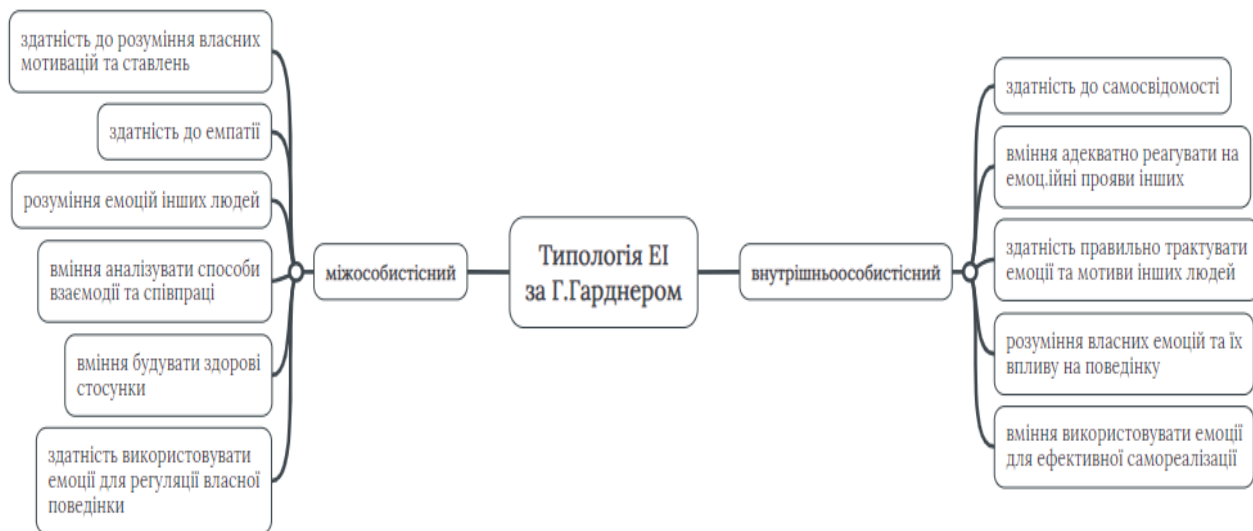 здатність до розуміння власних
мотивацій та ставлень
здатність до емпатії
розуміння емоцій інших людей
вміння аналізувати способи
взаємодії та співпраці
вміння будувати здорові
стосунки
здатність використовувати
емоції для регуляції власної
поведінки
міжособистісний
Типологія ЕІ
за Г.Гарднером
внутрішньоособистісний
здатність до самосвідомості
вміння адекватно реагувати на
емоц.ійні прояви інших
здатність правильно трактувати
емоції та мотиви інших людей
розуміння власних емоцій та їх
впливу на поведінку
вміння використовувати емоції
для ефективної самореалізації